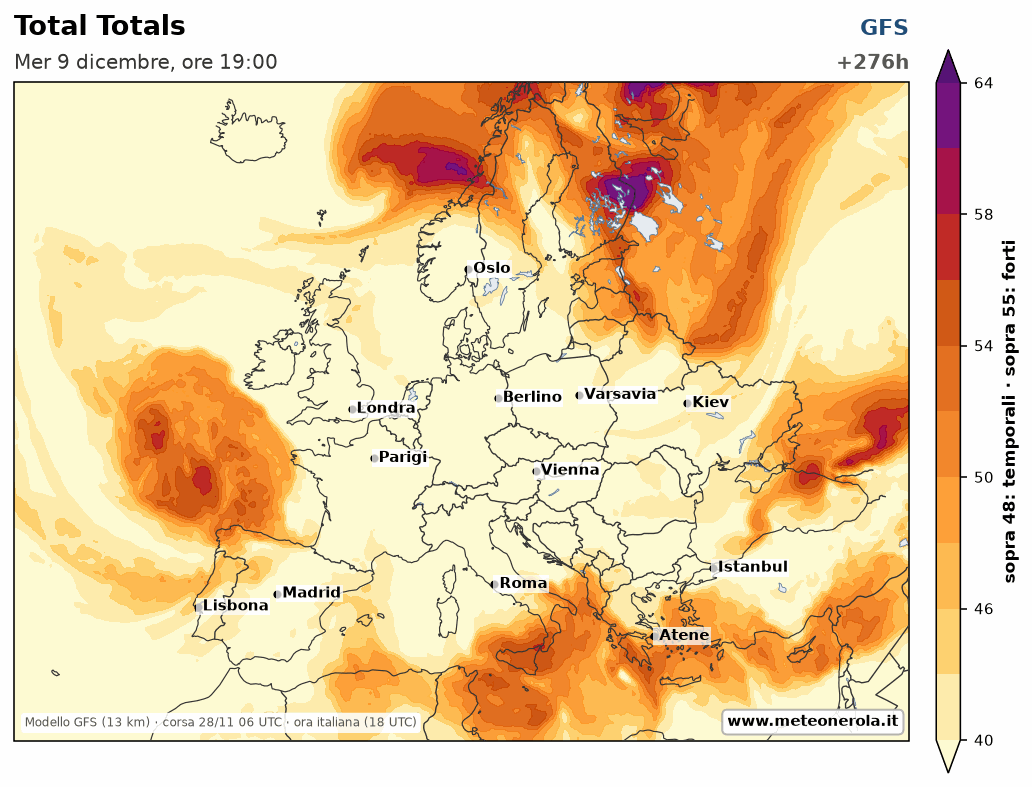 Total Totals
GFS
Mer 9 dicembre, ore 19:00
+276h
Oslo
Berlino
Varsavia
Kiev
Londra
Parigi
Vienna
Istanbul
Roma
Madrid
Lisbona
Atene
Modello GFS (13 km) · corsa 28/11 06 UTC · ora italiana (18 UTC)
www.meteonerola.it
64
58
54
50
46
40
sopra 48: temporali · sopra 55: forti